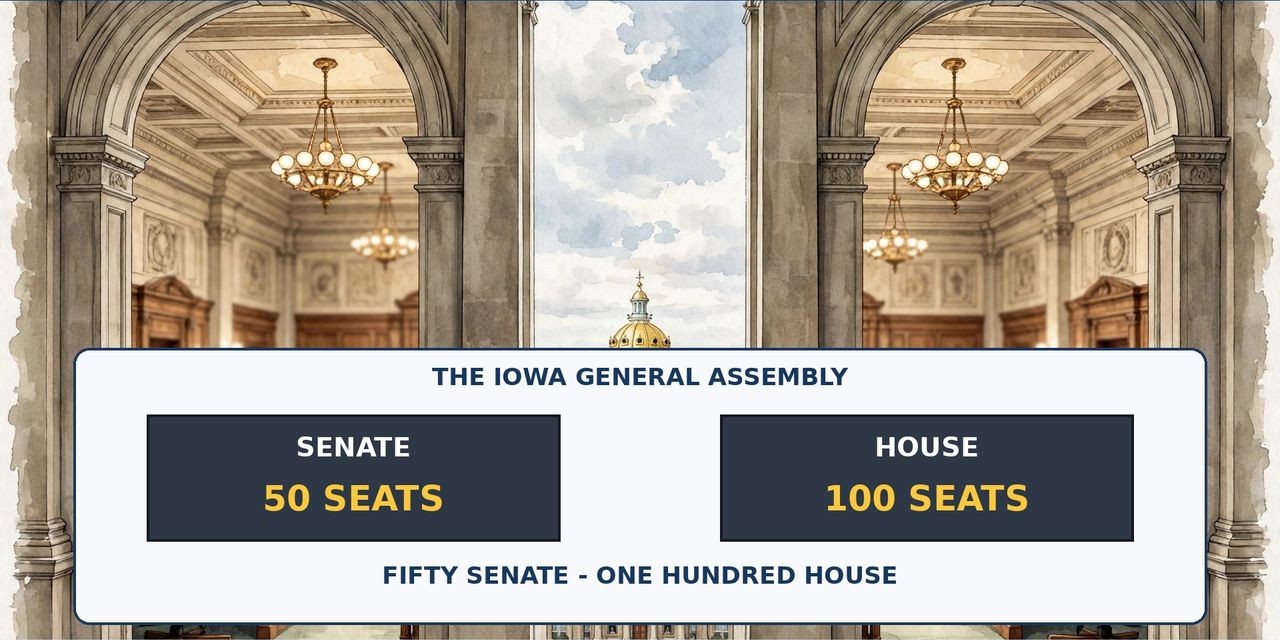 THE IOWA GENERAL ASSEMBLY
SENATE
50 SEATS
HOUSE
100 SEATS
FIFTY SENATE - ONE HUNDRED HOUSE